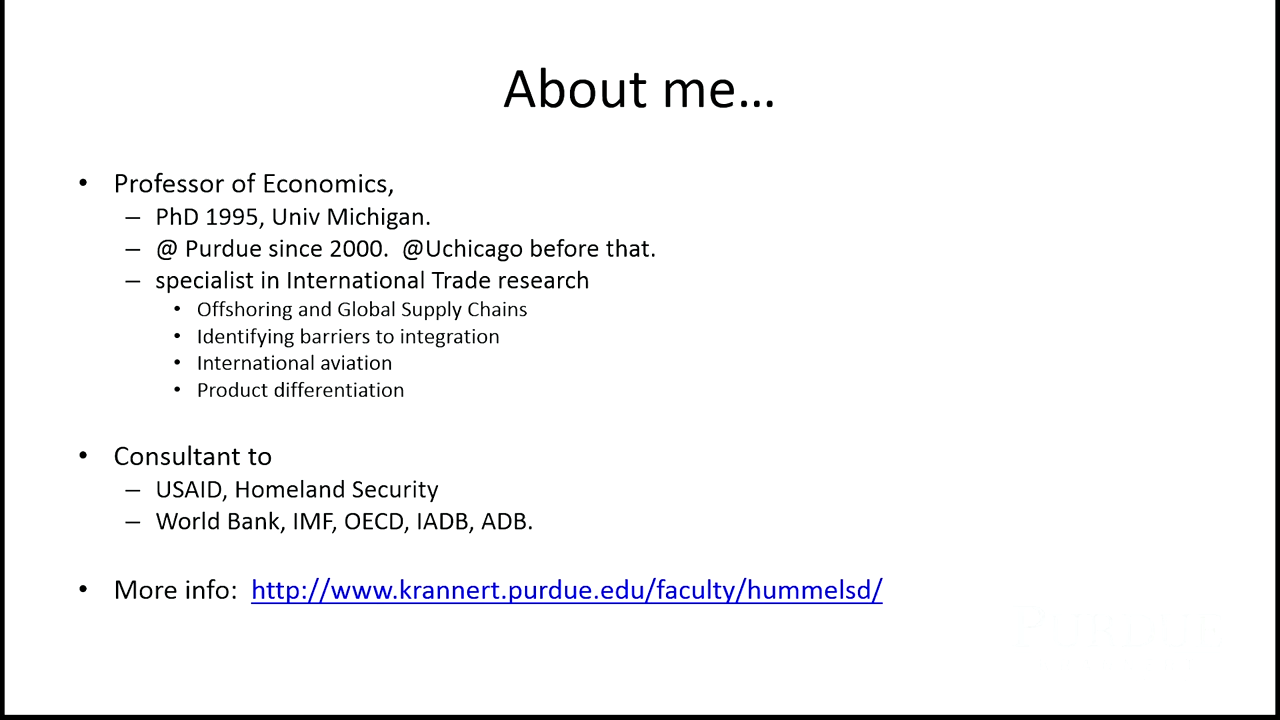 About me…
• Professor of Economics,
– PhD 1995, Univ Michigan.
– @ Purdue since 2000.  @Uchicago before that.
– specialist in International Trade research
• Offshoring and Global Supply Chains
• Identifying barriers to integration
• International aviation
• Product differentiation
• Consultant to
– USAID, Homeland Security
– World Bank, IMF, OECD, IADB, ADB.
• More info:  http://www.krannert.purdue.edu/faculty/hummelsd/
PURDUE